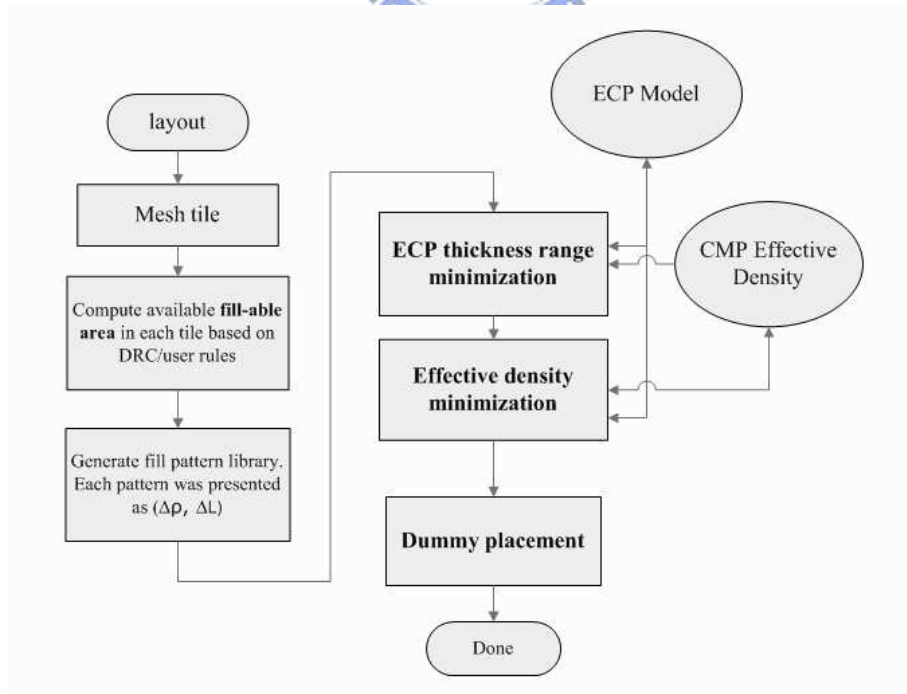 layout
Mesh tile
Compute available fill-able
area in each tile based on
DRC/user rules
Generate fill pattern library.
Each pattern was presented
as (Δρ, ΔL)
ECP Model
ECP thickness range
minimization
CMP Effective
Density
Effective density
minimization
Dummy placement
Done